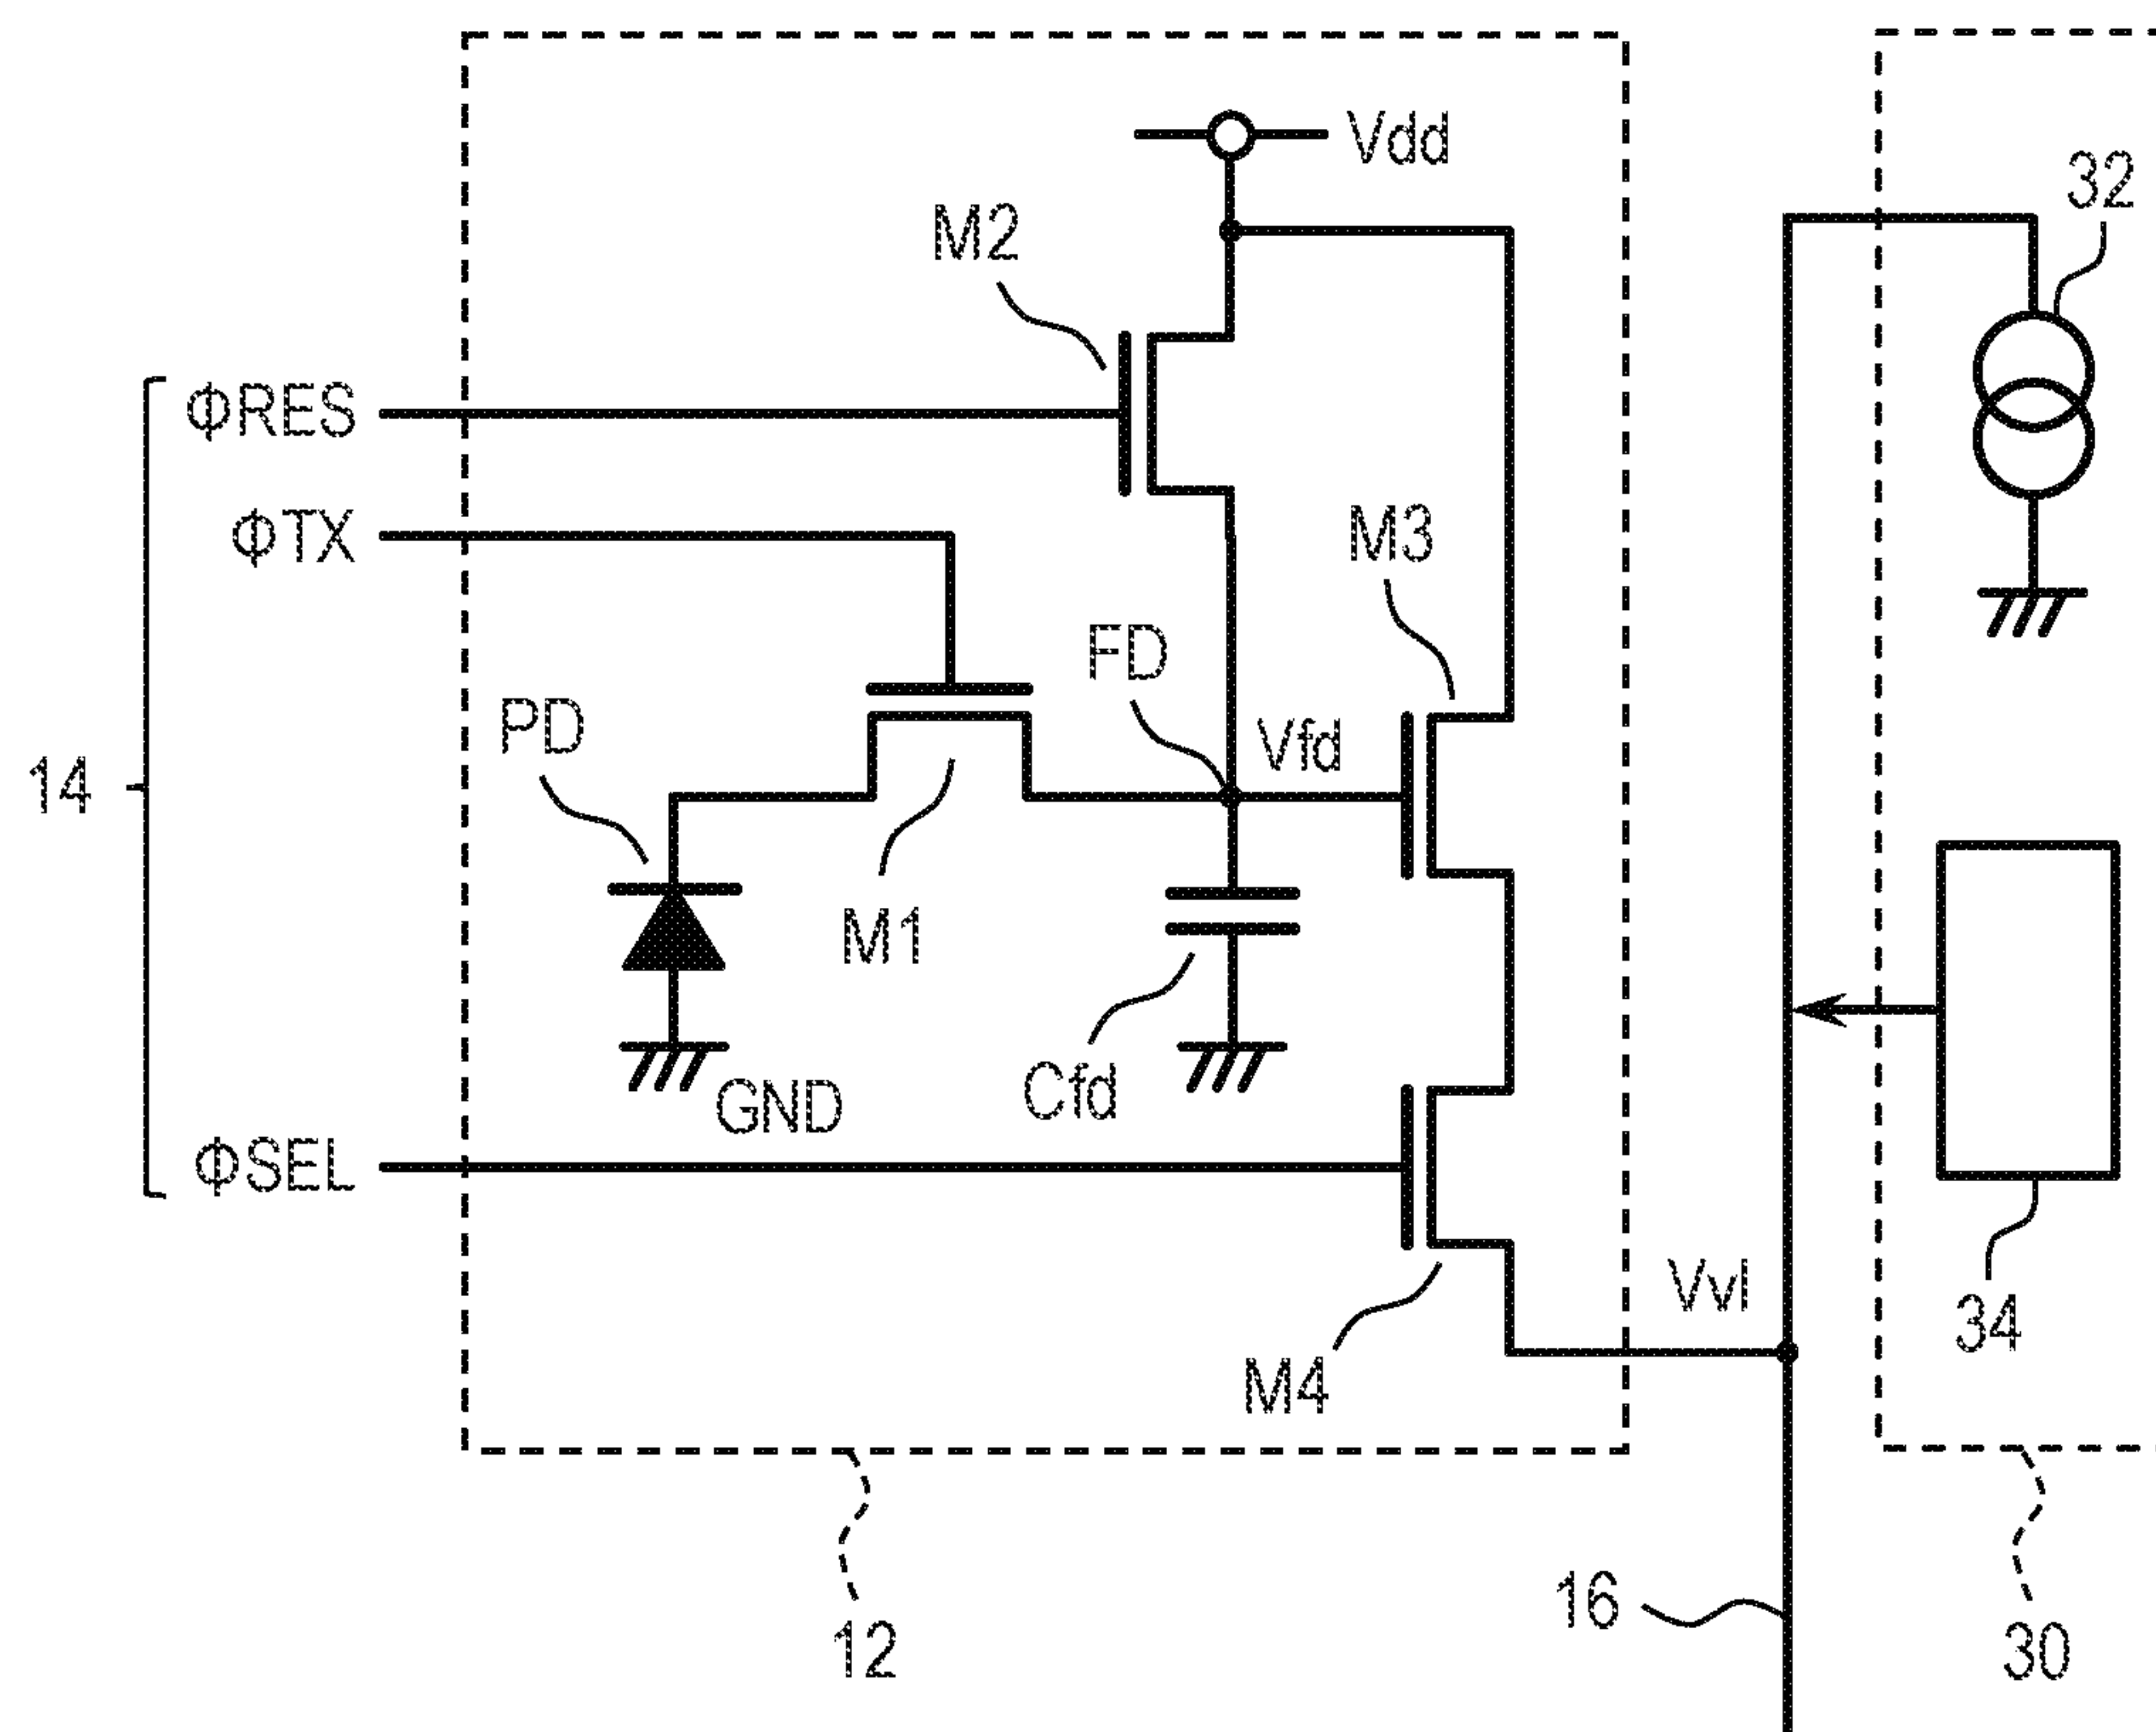 Vdd
32
M2
ΦRES
ΦTX
M3
FD
PD
Vfd
14
M1
Cfd
GND
ΦSEL
Vvl
34
M4
16
12
30